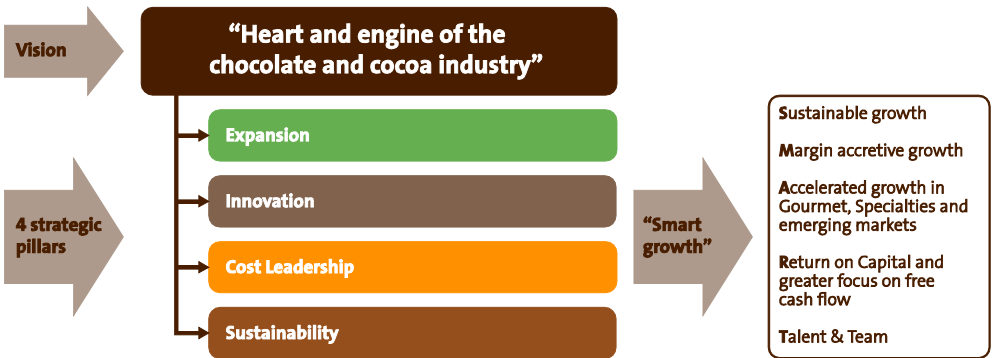 Vision
“Heart and engine of the
chocolate and cocoa industry”
4 strategic
pillars
Expansion
Innovation
Cost Leadership
Sustainability
“Smart
growth”
Sustainable growth
Margin accretive growth
Accelerated growth in
Gourmet, Specialties and
emerging markets
Return on Capital and
greater focus on free
cash flow
Talent & Team